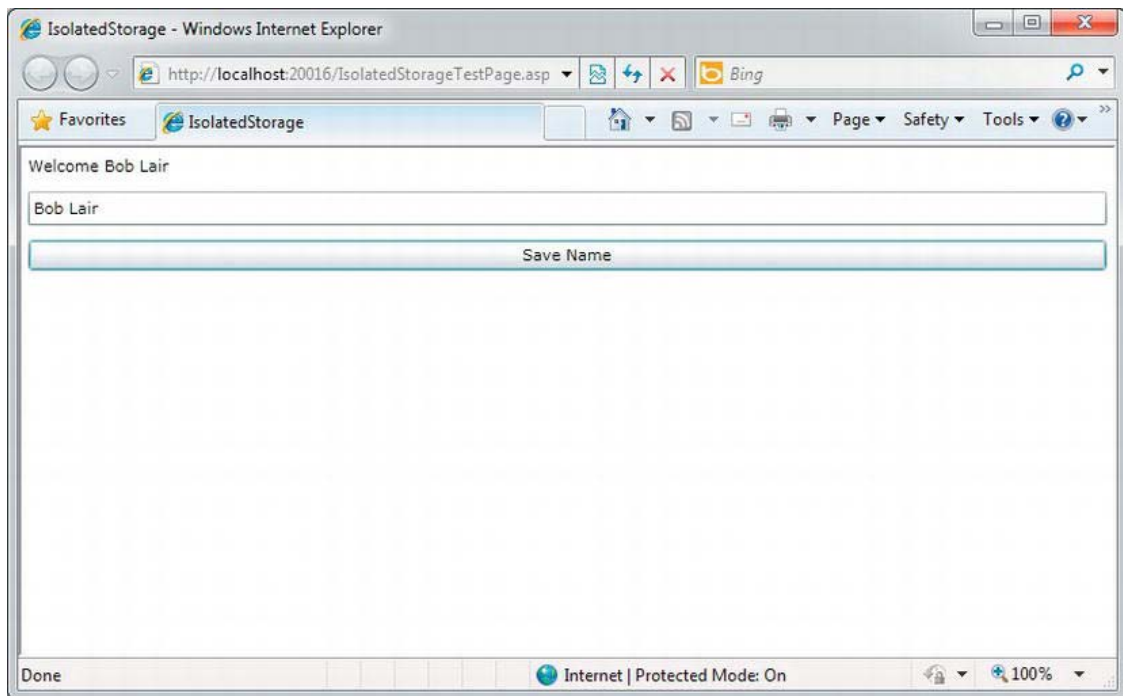 IsolatedStorage - Windows Internet Explorer
http://localhost:20016/IsolatedStorageTestPage.asp Bing
Favorites IsolatedStorage Page Safety Tools
Welcome Bob Lair
Bob Lair
Save Name
Done Internet | Protected Mode: On 100%